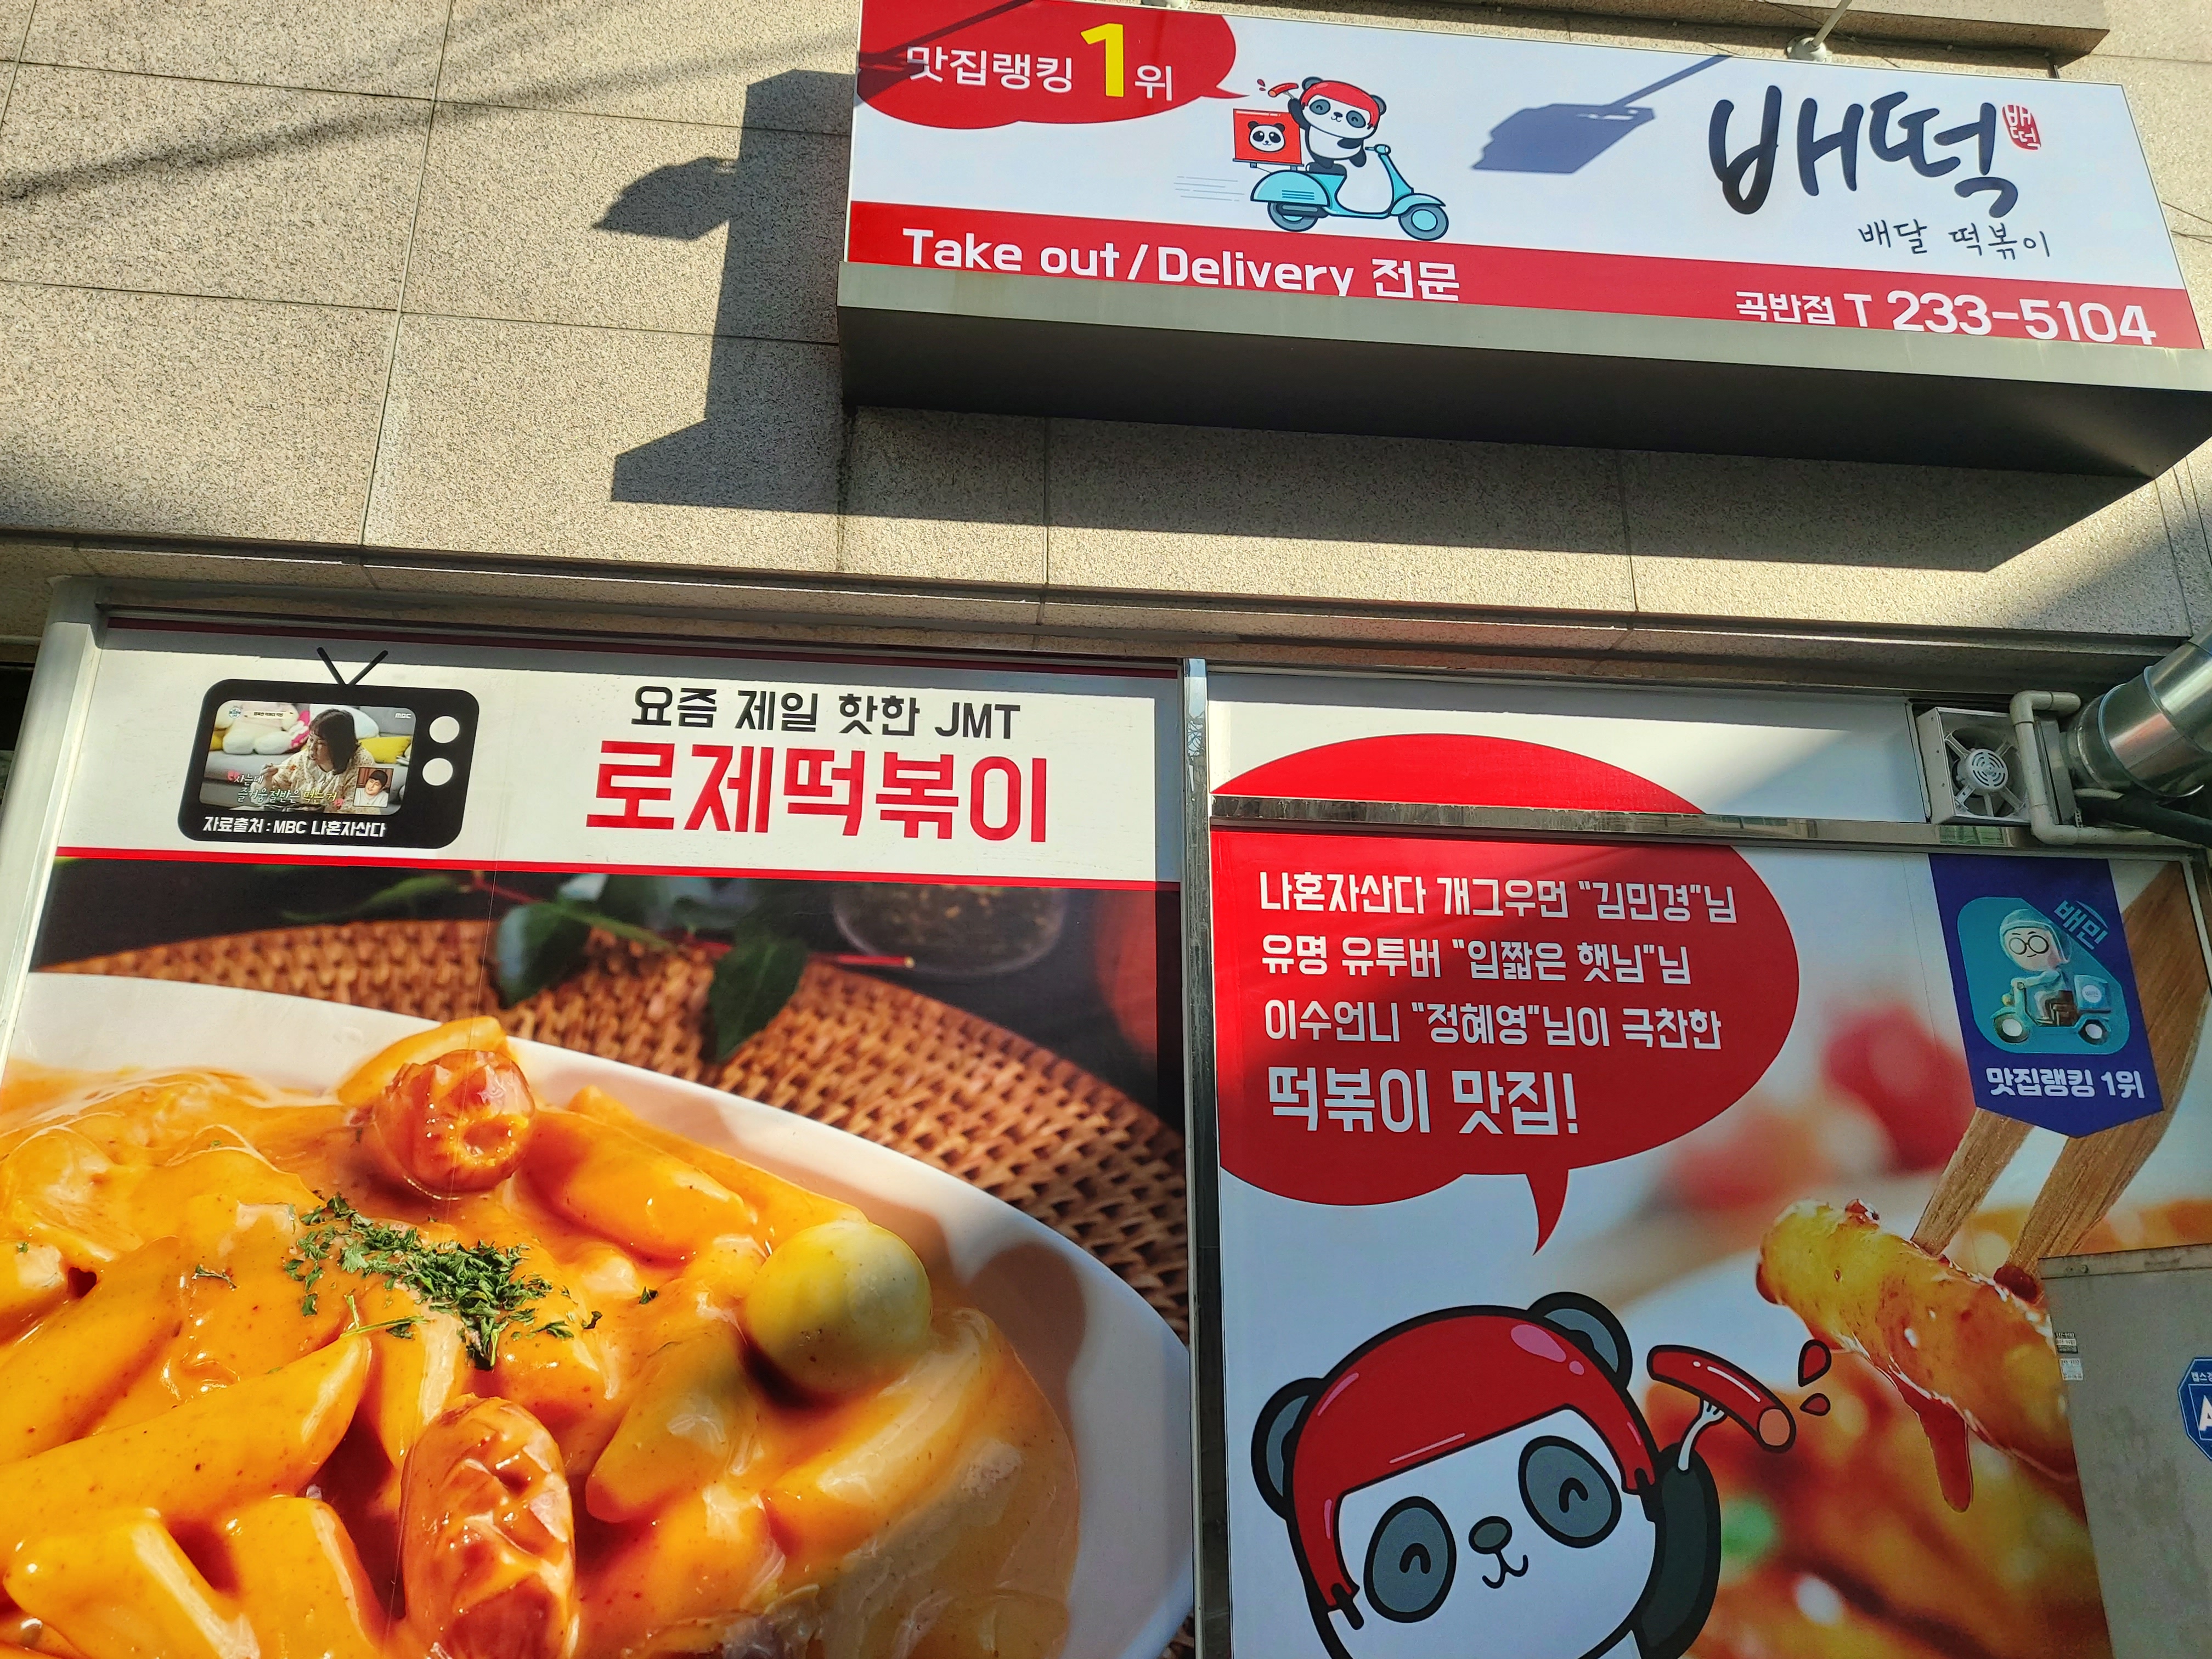 맛집랭킹 1위
배떡
배떡
배달 떡볶이
Take out/Delivery 전문
곡반점 T 233-5104
요즘 제일 핫한 JMT
로제떡볶이
MBC
자료출처 : MBC 나혼자산다
나혼자산다 개그우먼 "김민경"님
유명 유투버 "입짧은 햇님"님
이수언니 "정혜영"님이 극찬한
떡볶이 맛집!
배민
맛집랭킹 1위